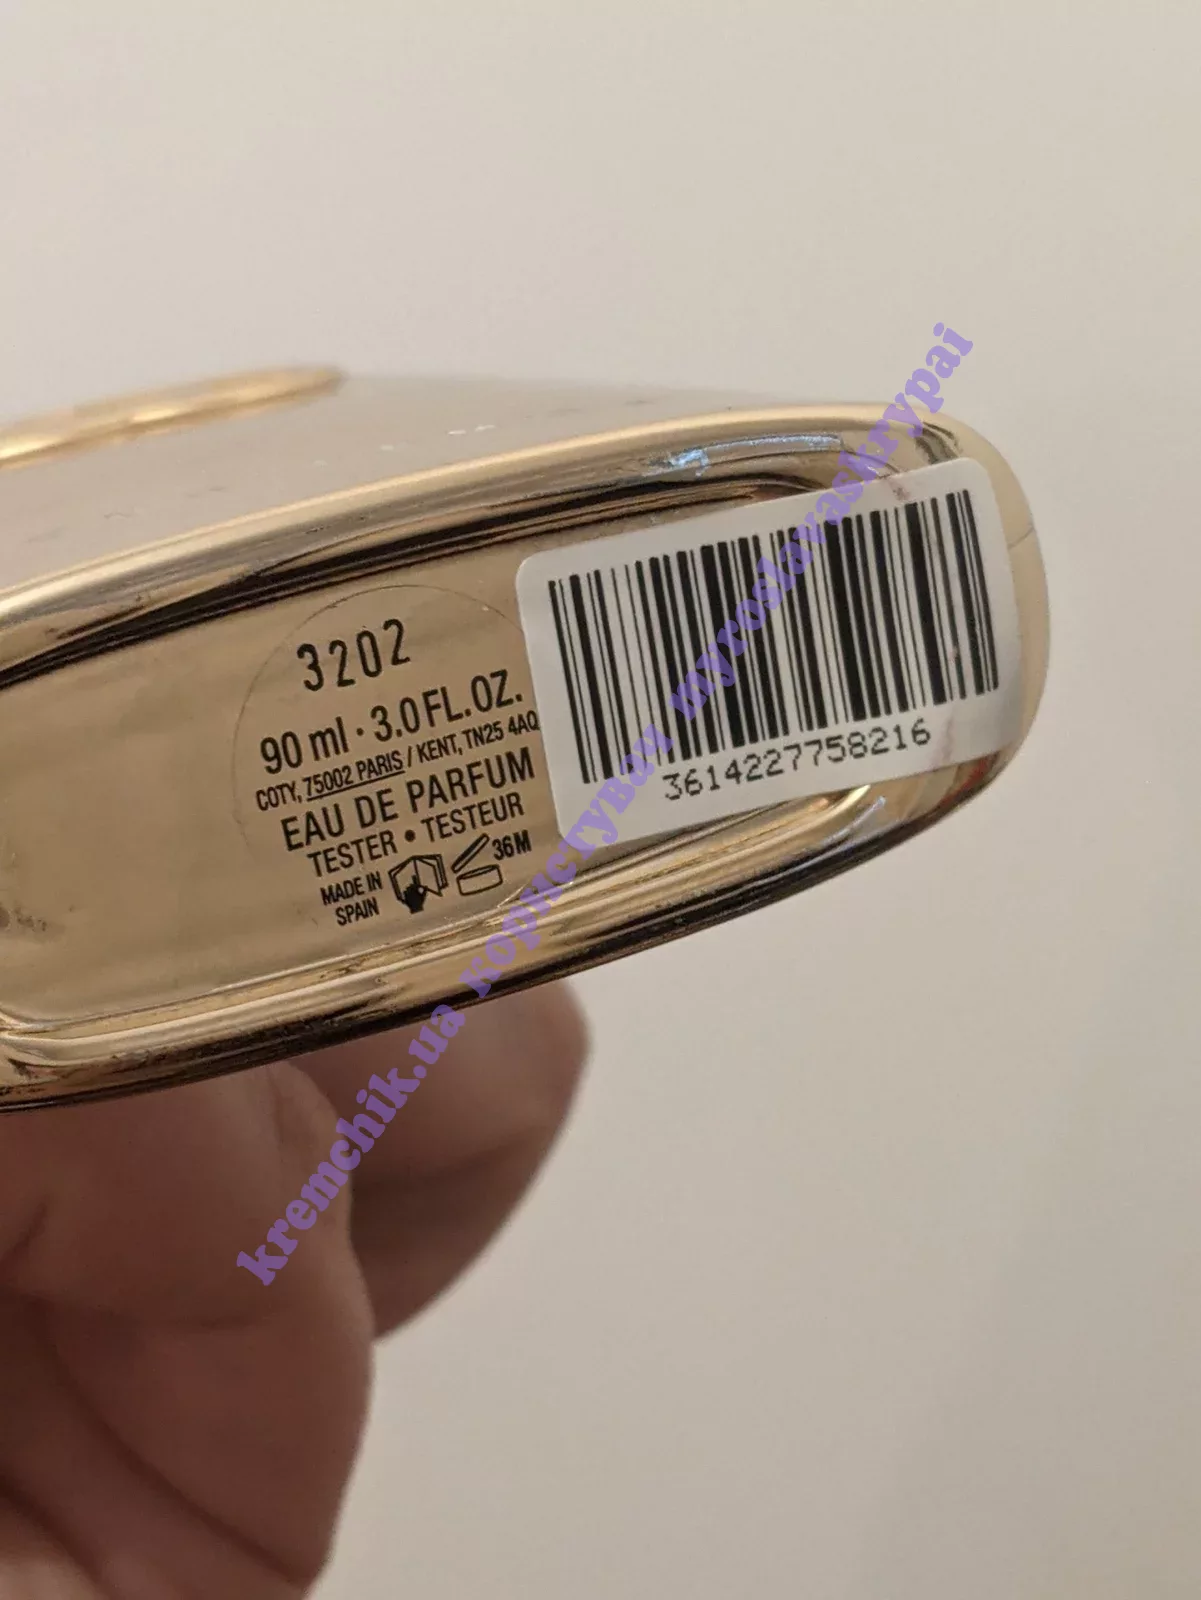 3202
90 ml · 3.0 FL.OZ.
COTY, 75002 PARIS / KENT, TN25 4AQ
EAU DE PARFUM
TESTER • TESTEUR
MADE IN
SPAIN
36M
3614227758216
kremchik.ua користувач myroslavaskrypai